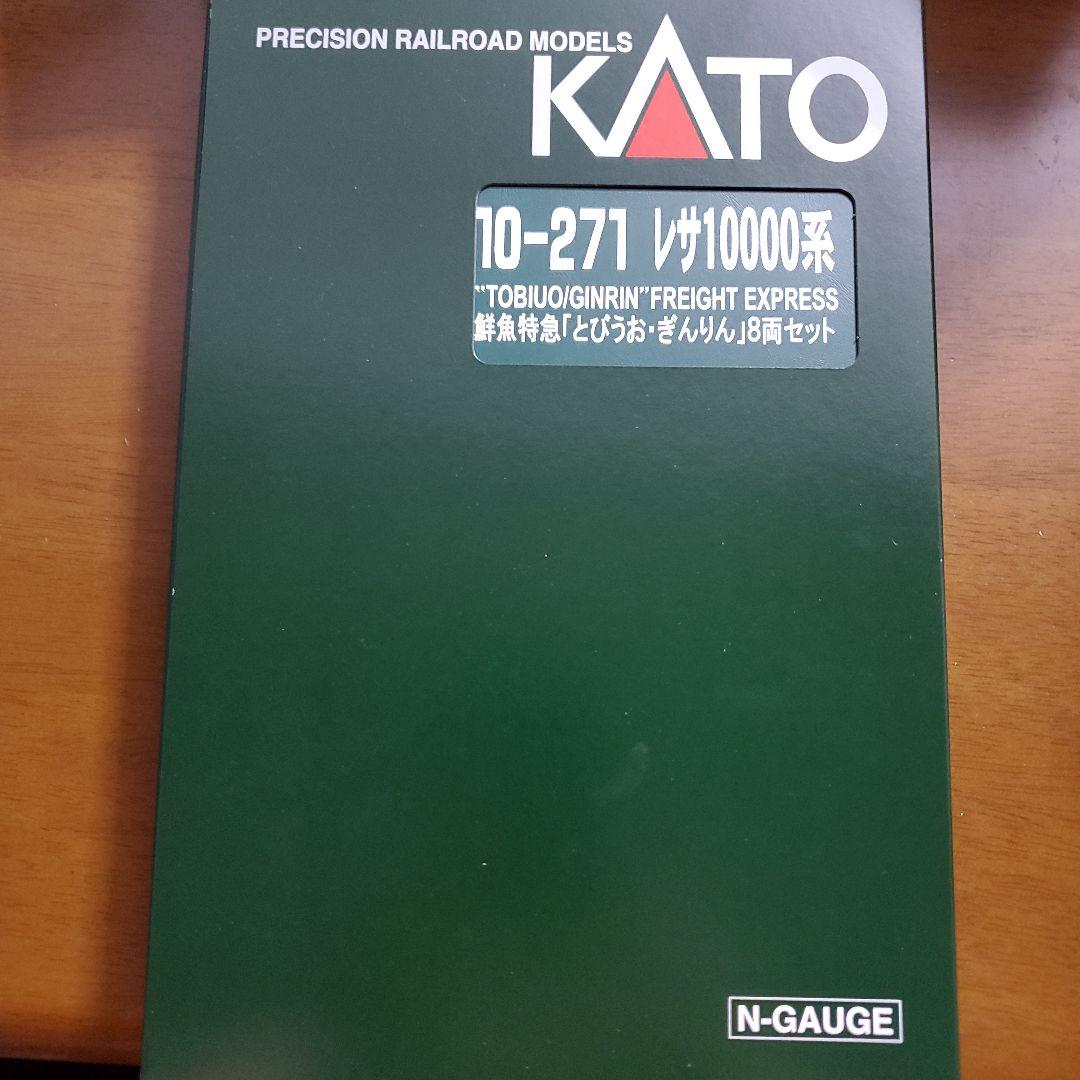 PRECISION RAILROAD MODELS
KATO
10-271 レサ10000系
"TOBIUO/GINRIN"FREIGHT EXPRESS
鮮魚特急「とびうお・ぎんりん」8両セット
N-GAUGE